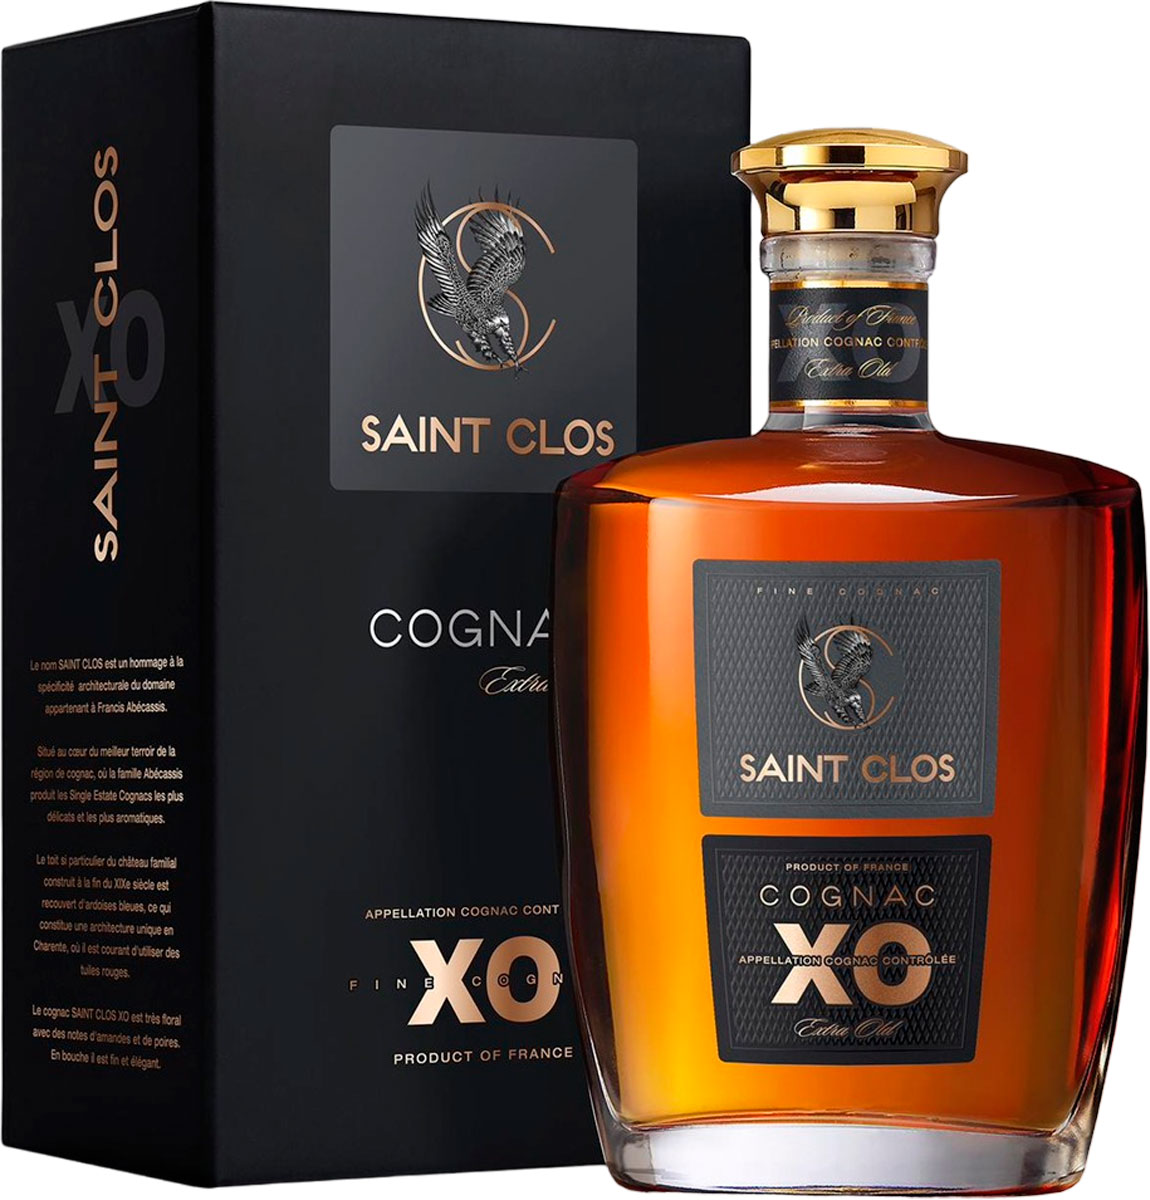 SAINT CLOS
XO
Le nom SAINT CLOS est un hommage à la
spécificité architecturale du domaine
appartenant à Francis Abécassis.
Situé au cœur du meilleur terroir de la
région de cognac, où la famille Abécassis
produit les Single Estate Cognacs les plus
délicats et les plus aromatiques.
Le toit si particulier du château familial
construit à la fin du XIXe siècle est
recouvert d'ardoises bleues, ce qui
constitue une architecture unique en
Charente, où il est courant d'utiliser des
tuiles rouges.
Le cognac SAINT CLOS XO est très floral
avec des notes d'amandes et de poires.
En bouche il est fin et élégant.
SC
SAINT CLOS
COGNA
Extra
APPELLATION COGNAC CONT
XO
FINE COGN
PRODUCT OF FRANCE
Product of France
PELLATION COGNAC CONTRÔ
XO
Extra Old
FINE COGNAC
SC
SAINT CLOS
PRODUCT OF FRANCE
COGNAC
XO
APPELLATION COGNAC CONTRÔLÉE
Extra Old